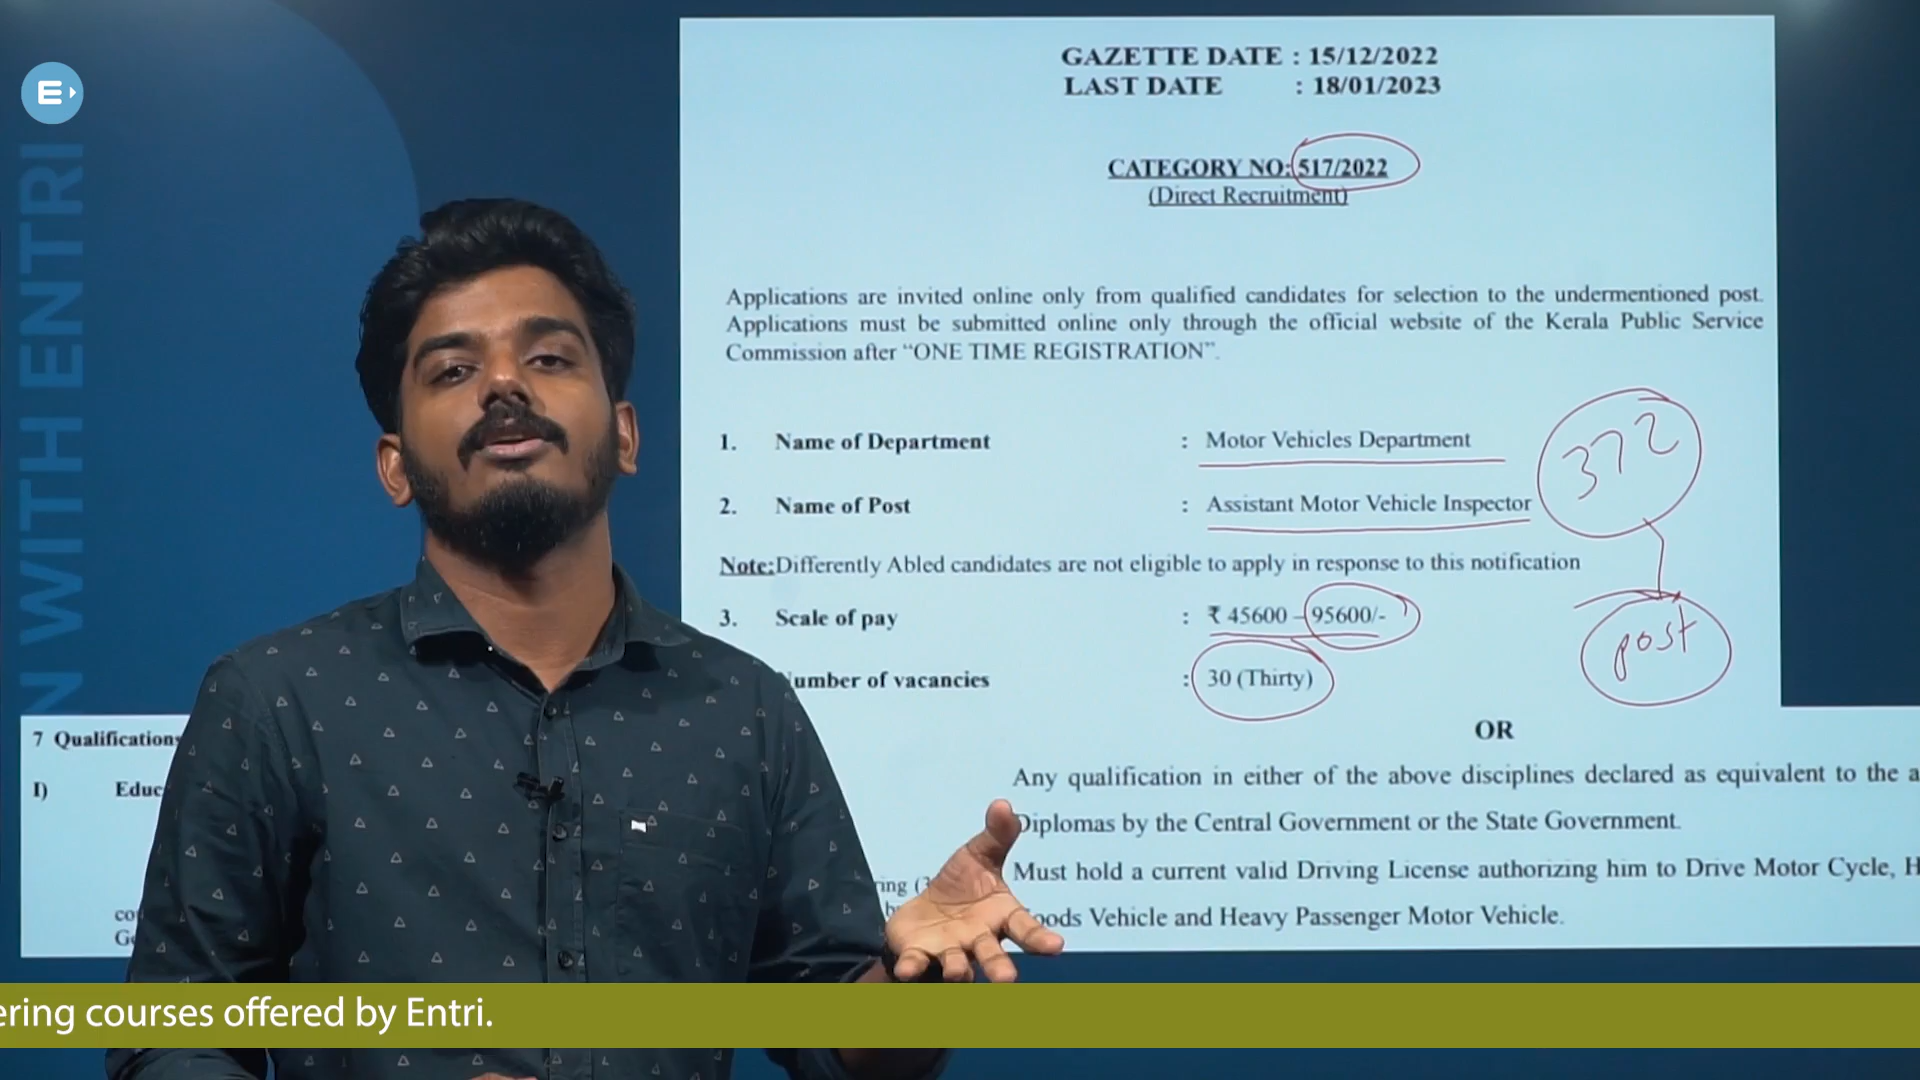 E
N WITH ENTRI
GAZETTE DATE : 15/12/2022
LAST DATE : 18/01/2023
CATEGORY NO: 517/2022
(Direct Recruitment)
Applications are invited online only from qualified candidates for selection to the undermentioned post.
Applications must be submitted online only through the official website of the Kerala Public Service
Commission after “ONE TIME REGISTRATION”.
1. Name of Department : Motor Vehicles Department
2. Name of Post : Assistant Motor Vehicle Inspector
372
Note:Differently Abled candidates are not eligible to apply in response to this notification
3. Scale of pay : ₹ 45600 – 95600/-
post
umber of vacancies : 30 (Thirty)
7 Qualifications
I) Educ
OR
Any qualification in either of the above disciplines declared as equivalent to the a
Diplomas by the Central Government or the State Government.
Must hold a current valid Driving License authorizing him to Drive Motor Cycle, H
oods Vehicle and Heavy Passenger Motor Vehicle.
ring (
co
Ge
ering courses offered by Entri.